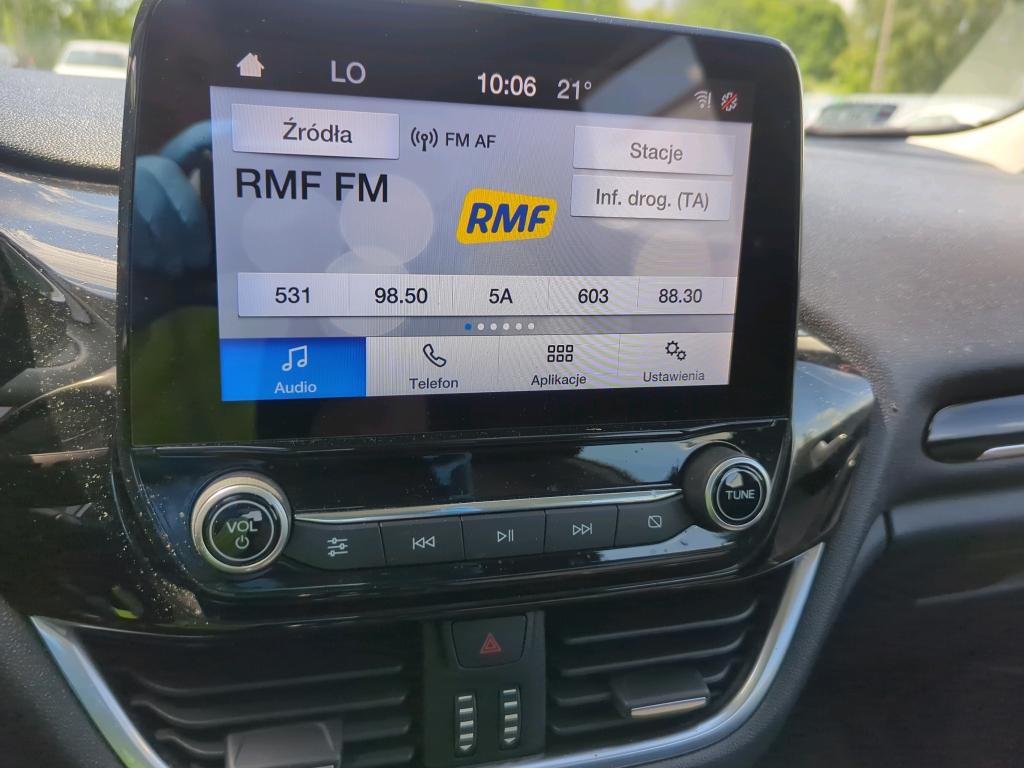 LO
10:06 21°
Źródła
FM AF
Stacje
RMF FM
RMF
Inf. drog. (TA)
531 98.50 5A 603 88.30
Audio
Telefon
Aplikacje
Ustawienia
VOL
TUNE